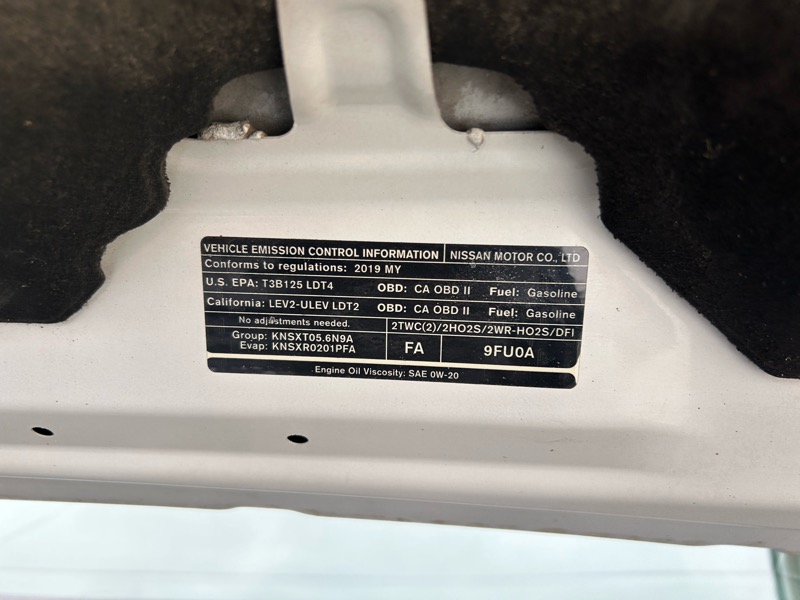 VEHICLE EMISSION CONTROL INFORMATION NISSAN MOTOR CO., LTD
Conforms to regulations: 2019 MY
U.S. EPA: T3B125 LDT4 OBD: CA OBD II Fuel: Gasoline
California: LEV2-ULEV LDT2 OBD: CA OBD II Fuel: Gasoline
No adjustments needed. 2TWC(2)/2HO2S/2WR-HO2S/DFI
Group: KNSXT05.6N9A
Evap: KNSXR0201PFA
FA 9FU0A
Engine Oil Viscosity: SAE 0W-20